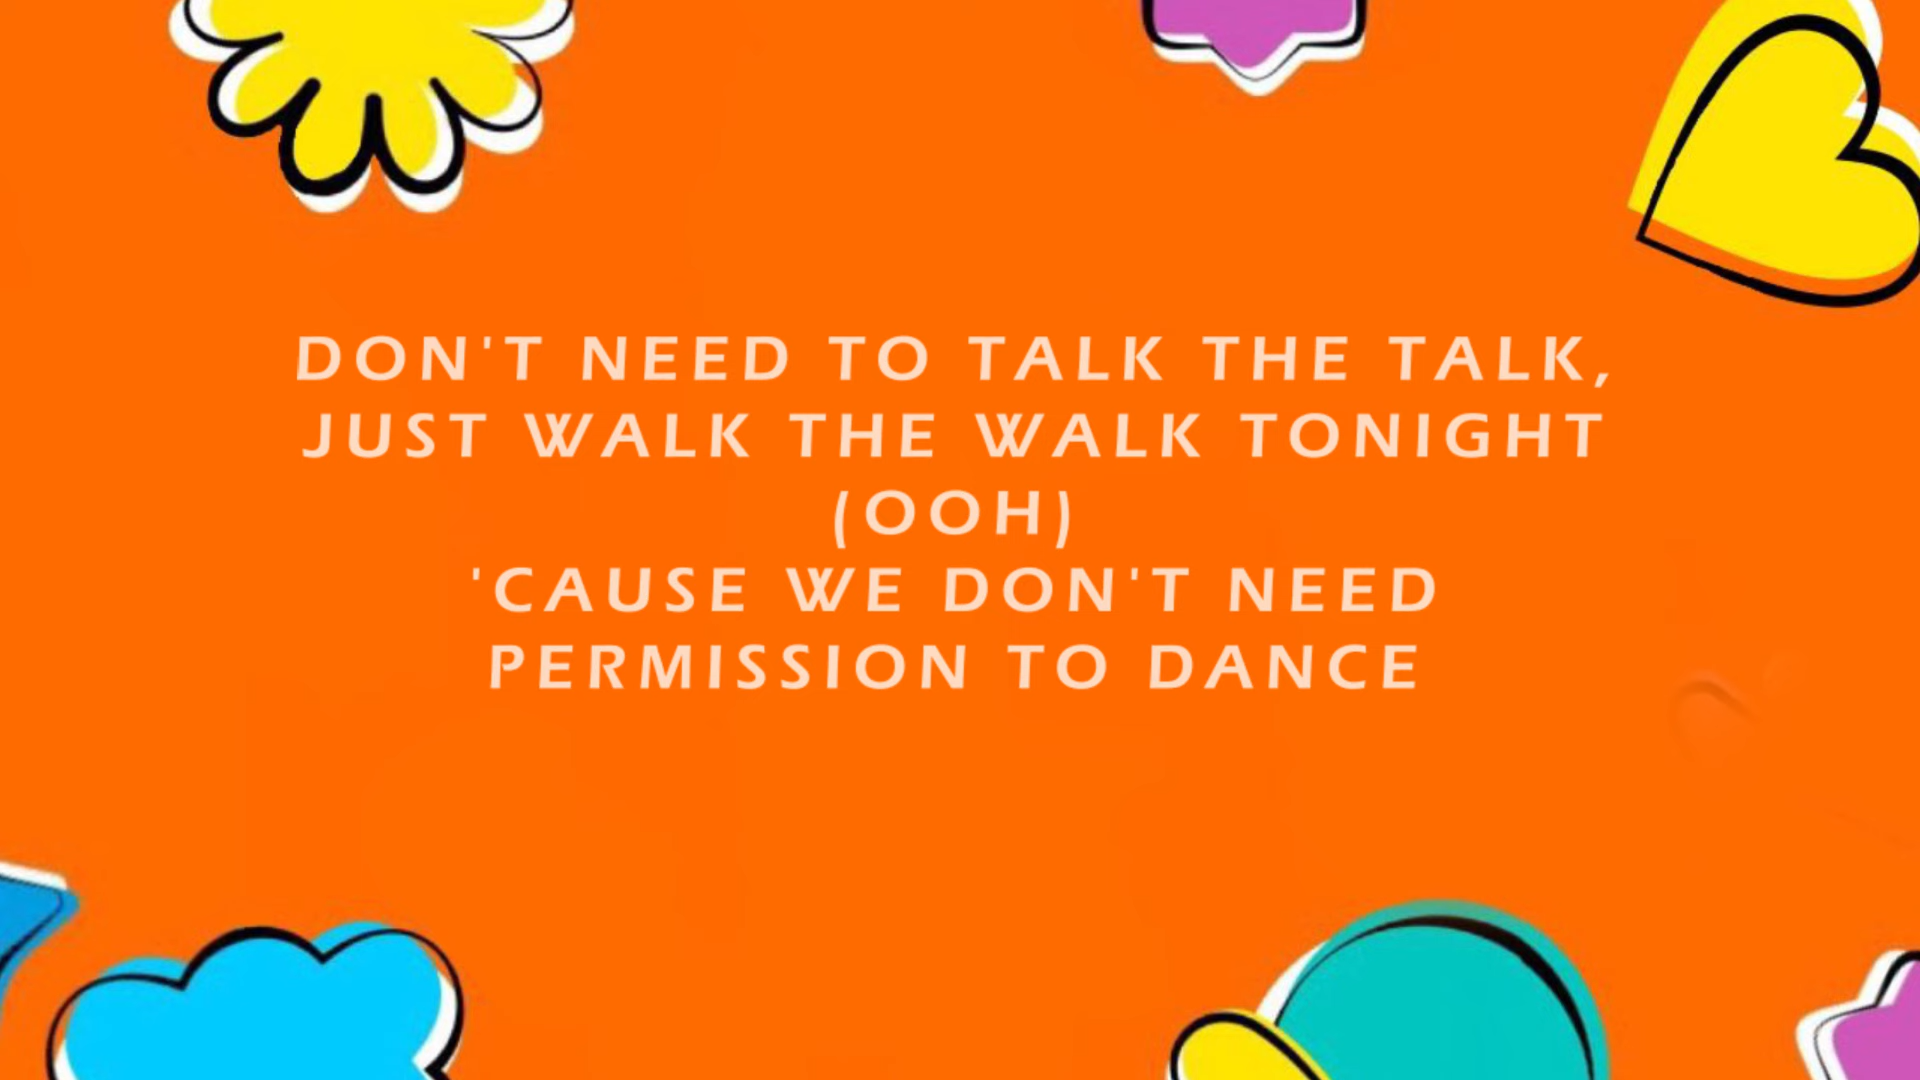 DON'T NEED TO TALK THE TALK,
JUST WALK THE WALK TONIGHT
(OOH)
'CAUSE WE DON'T NEED
PERMISSION TO DANCE